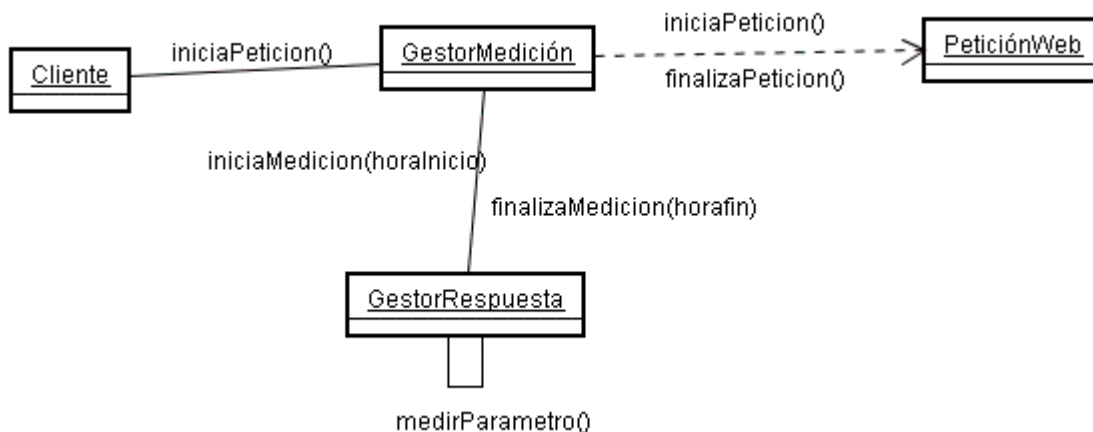 iniciaPeticion()
iniciaPeticion()
Cliente
GestorMedición
PeticiónWeb
finalizaPeticion()
iniciaMedicion(horaInicio)
finalizaMedicion(horafin)
GestorRespuesta
medirParametro()